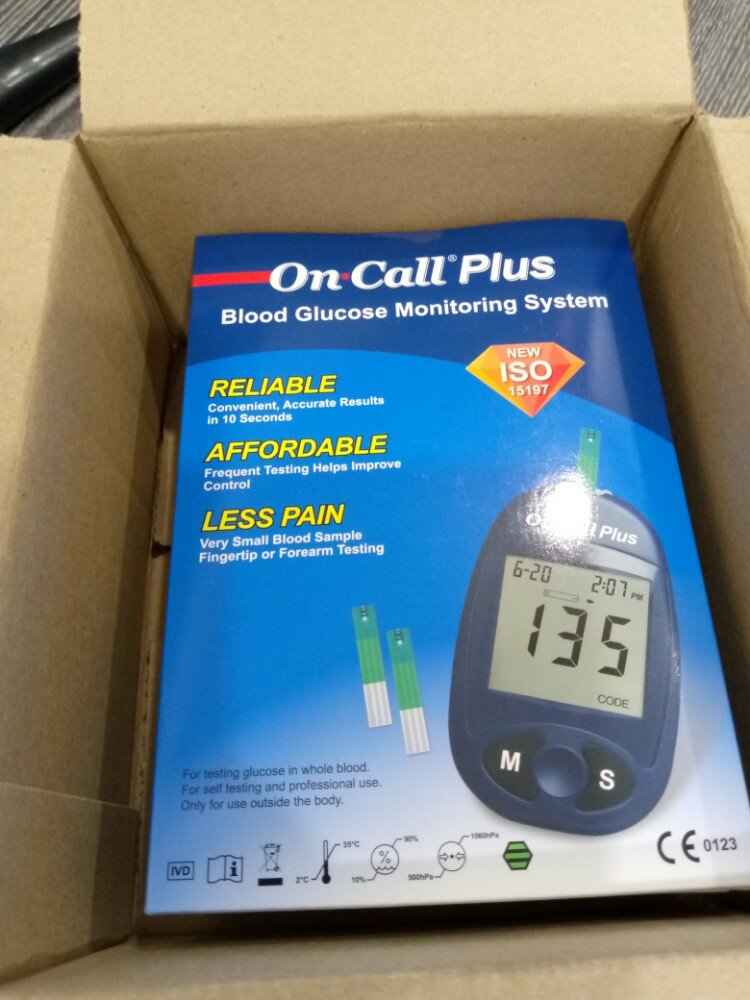 On·Call® Plus
Blood Glucose Monitoring System
NEW
ISO
15197
RELIABLE
Convenient, Accurate Results
in 10 Seconds
AFFORDABLE
Frequent Testing Helps Improve
Control
LESS PAIN
Very Small Blood Sample
Fingertip or Forearm Testing
Plus
6-20 2:07 PM
135
CODE
M S
For testing glucose in whole blood.
For self testing and professional use.
Only for use outside the body.
IVD
i
2°C
35°C
%
10%
90%
500hPa
1060hPa
CE 0123